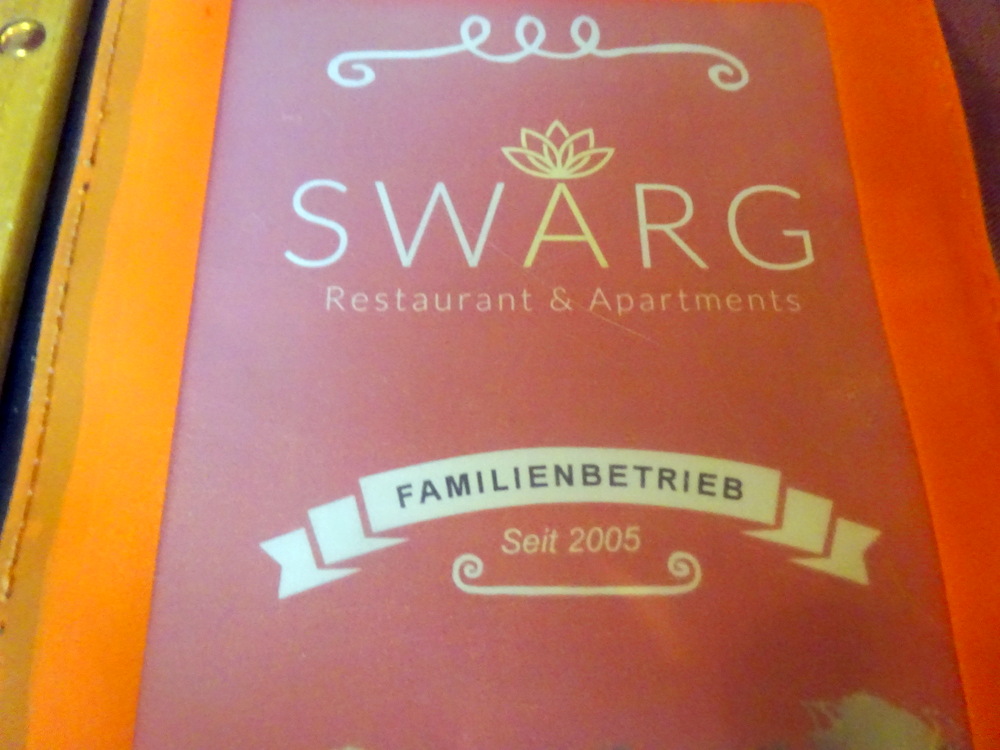 SWARG
Restaurant & Apartments
FAMILIENBETRIEB
Seit 2005